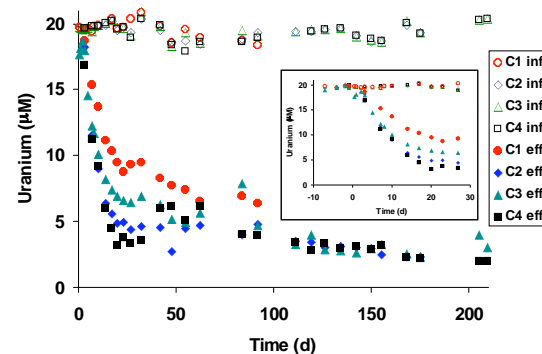 Uranium (µM)
20
15
10
5
0
0
50
100
150
200
Time (d)
Uranium (µM)
20
15
10
5
0
-10
0
10
20
30
Time (d)
C1 inf
C2 inf
C3 inf
C4 inf
C1 eff
C2 eff
C3 eff
C4 eff